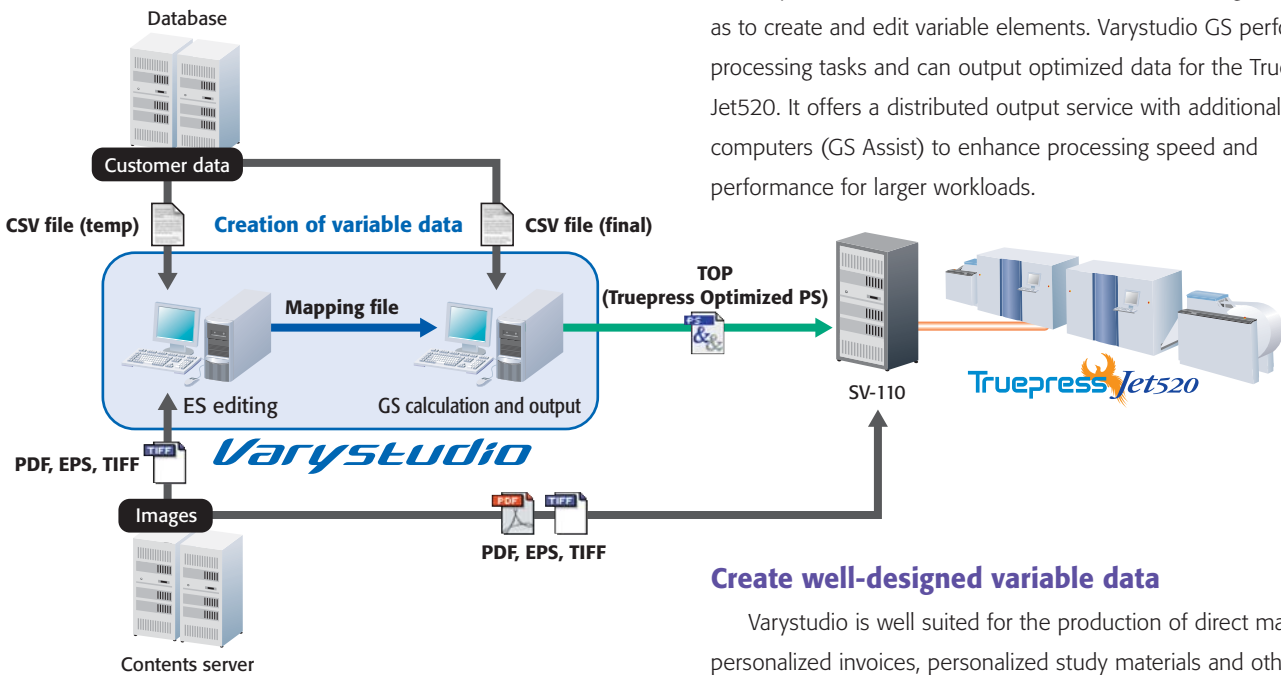 Database
Customer data
CSV file (temp)
Creation of variable data
CSV file (final)
Mapping file
ES editing
GS calculation and output
Varystudio
TOP
(Truepress Optimized PS)
PS
SV-110
Truepress Jet520
TIFF
PDF, EPS, TIFF
Images
PDF
TIFF
PDF, EPS, TIFF
Contents server
as to create and edit variable elements. Varystudio GS perfo
processing tasks and can output optimized data for the True
Jet520. It offers a distributed output service with additional
computers (GS Assist) to enhance processing speed and
performance for larger workloads.
Create well-designed variable data
Varystudio is well suited for the production of direct ma
personalized invoices, personalized study materials and oth